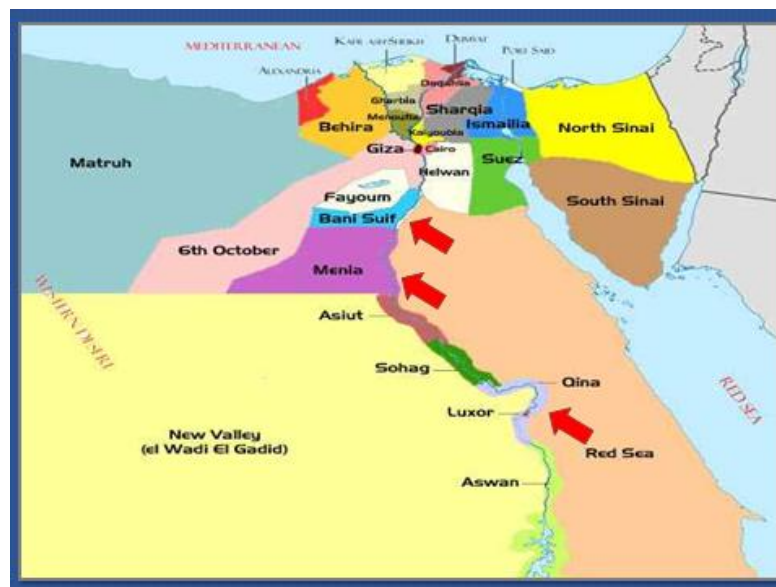 MEDITERRANEAN
KAFR ASH SHEIKH
DUMYAT
PORT SAID
ALEXANDRIA
Daqahlia
Gharbia
Menoufia
Sharqia
Ismailia
Behira
Kalyoubia
North Sinai
Giza
Cairo
Matruh
Suez
Helwan
Fayoum
South Sinai
Bani Suif
6th October
Menia
WESTERN DESERT
Asiut
Sohag
Qina
RED SEA
Luxor
New Valley
(el Wadi El Gadid)
Red Sea
Aswan